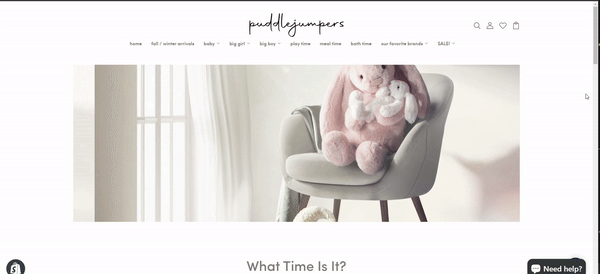 puddlejumpers
home fall / winter arrivals baby big girl big boy play time meal time bath time our favorite brands SALE!
What Time Is It?
Need help?